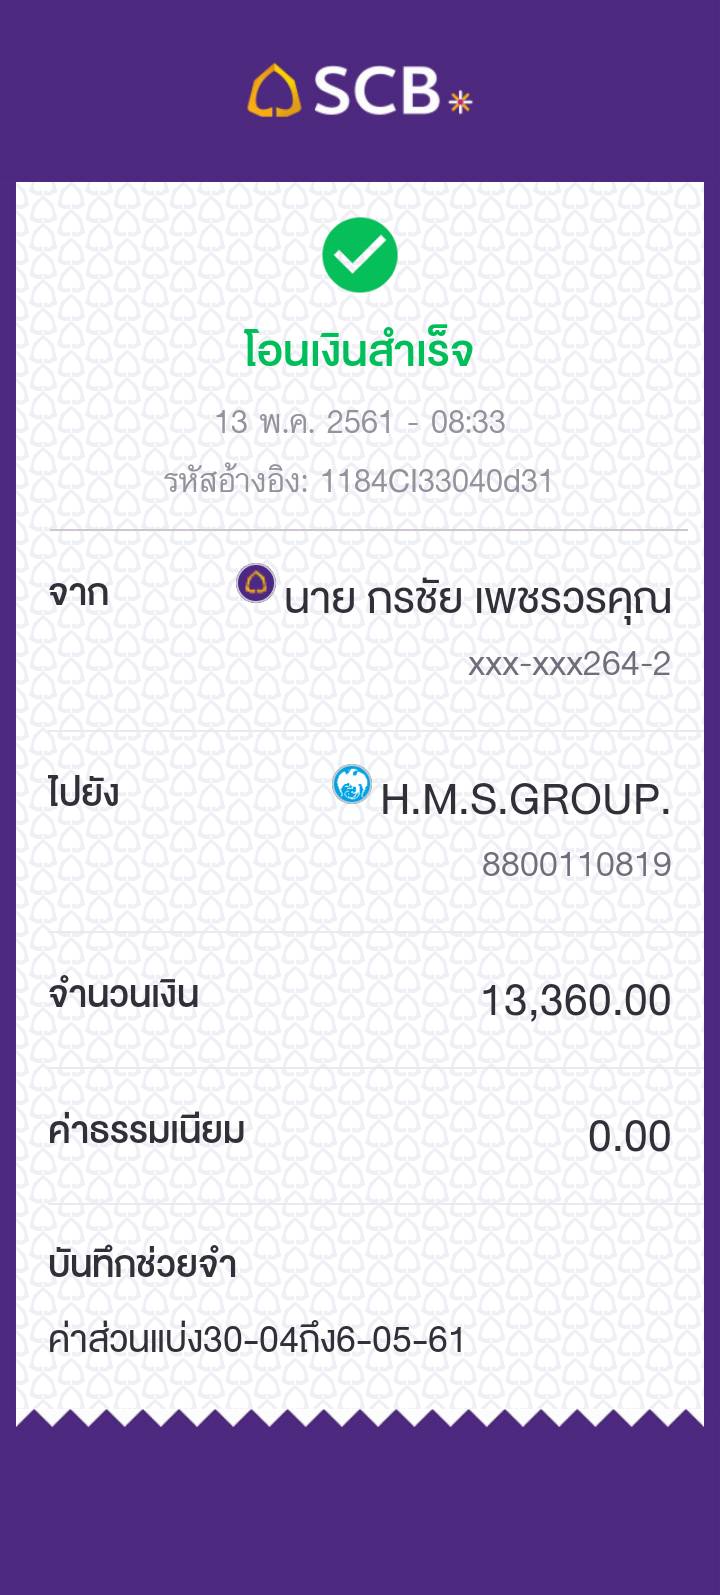 SCB
โอนเงินสำเร็จ
13 พ.ค. 2561 - 08:33
รหัสอ้างอิง: 1184CI33040d31
จาก นาย กรชัย เพชรวรคุณ
xxx-xxx264-2
ไปยัง H.M.S.GROUP.
8800110819
จำนวนเงิน 13,360.00
ค่าธรรมเนียม 0.00
บันทึกช่วยจำ
ค่าส่วนแบ่ง30-04ถึง6-05-61